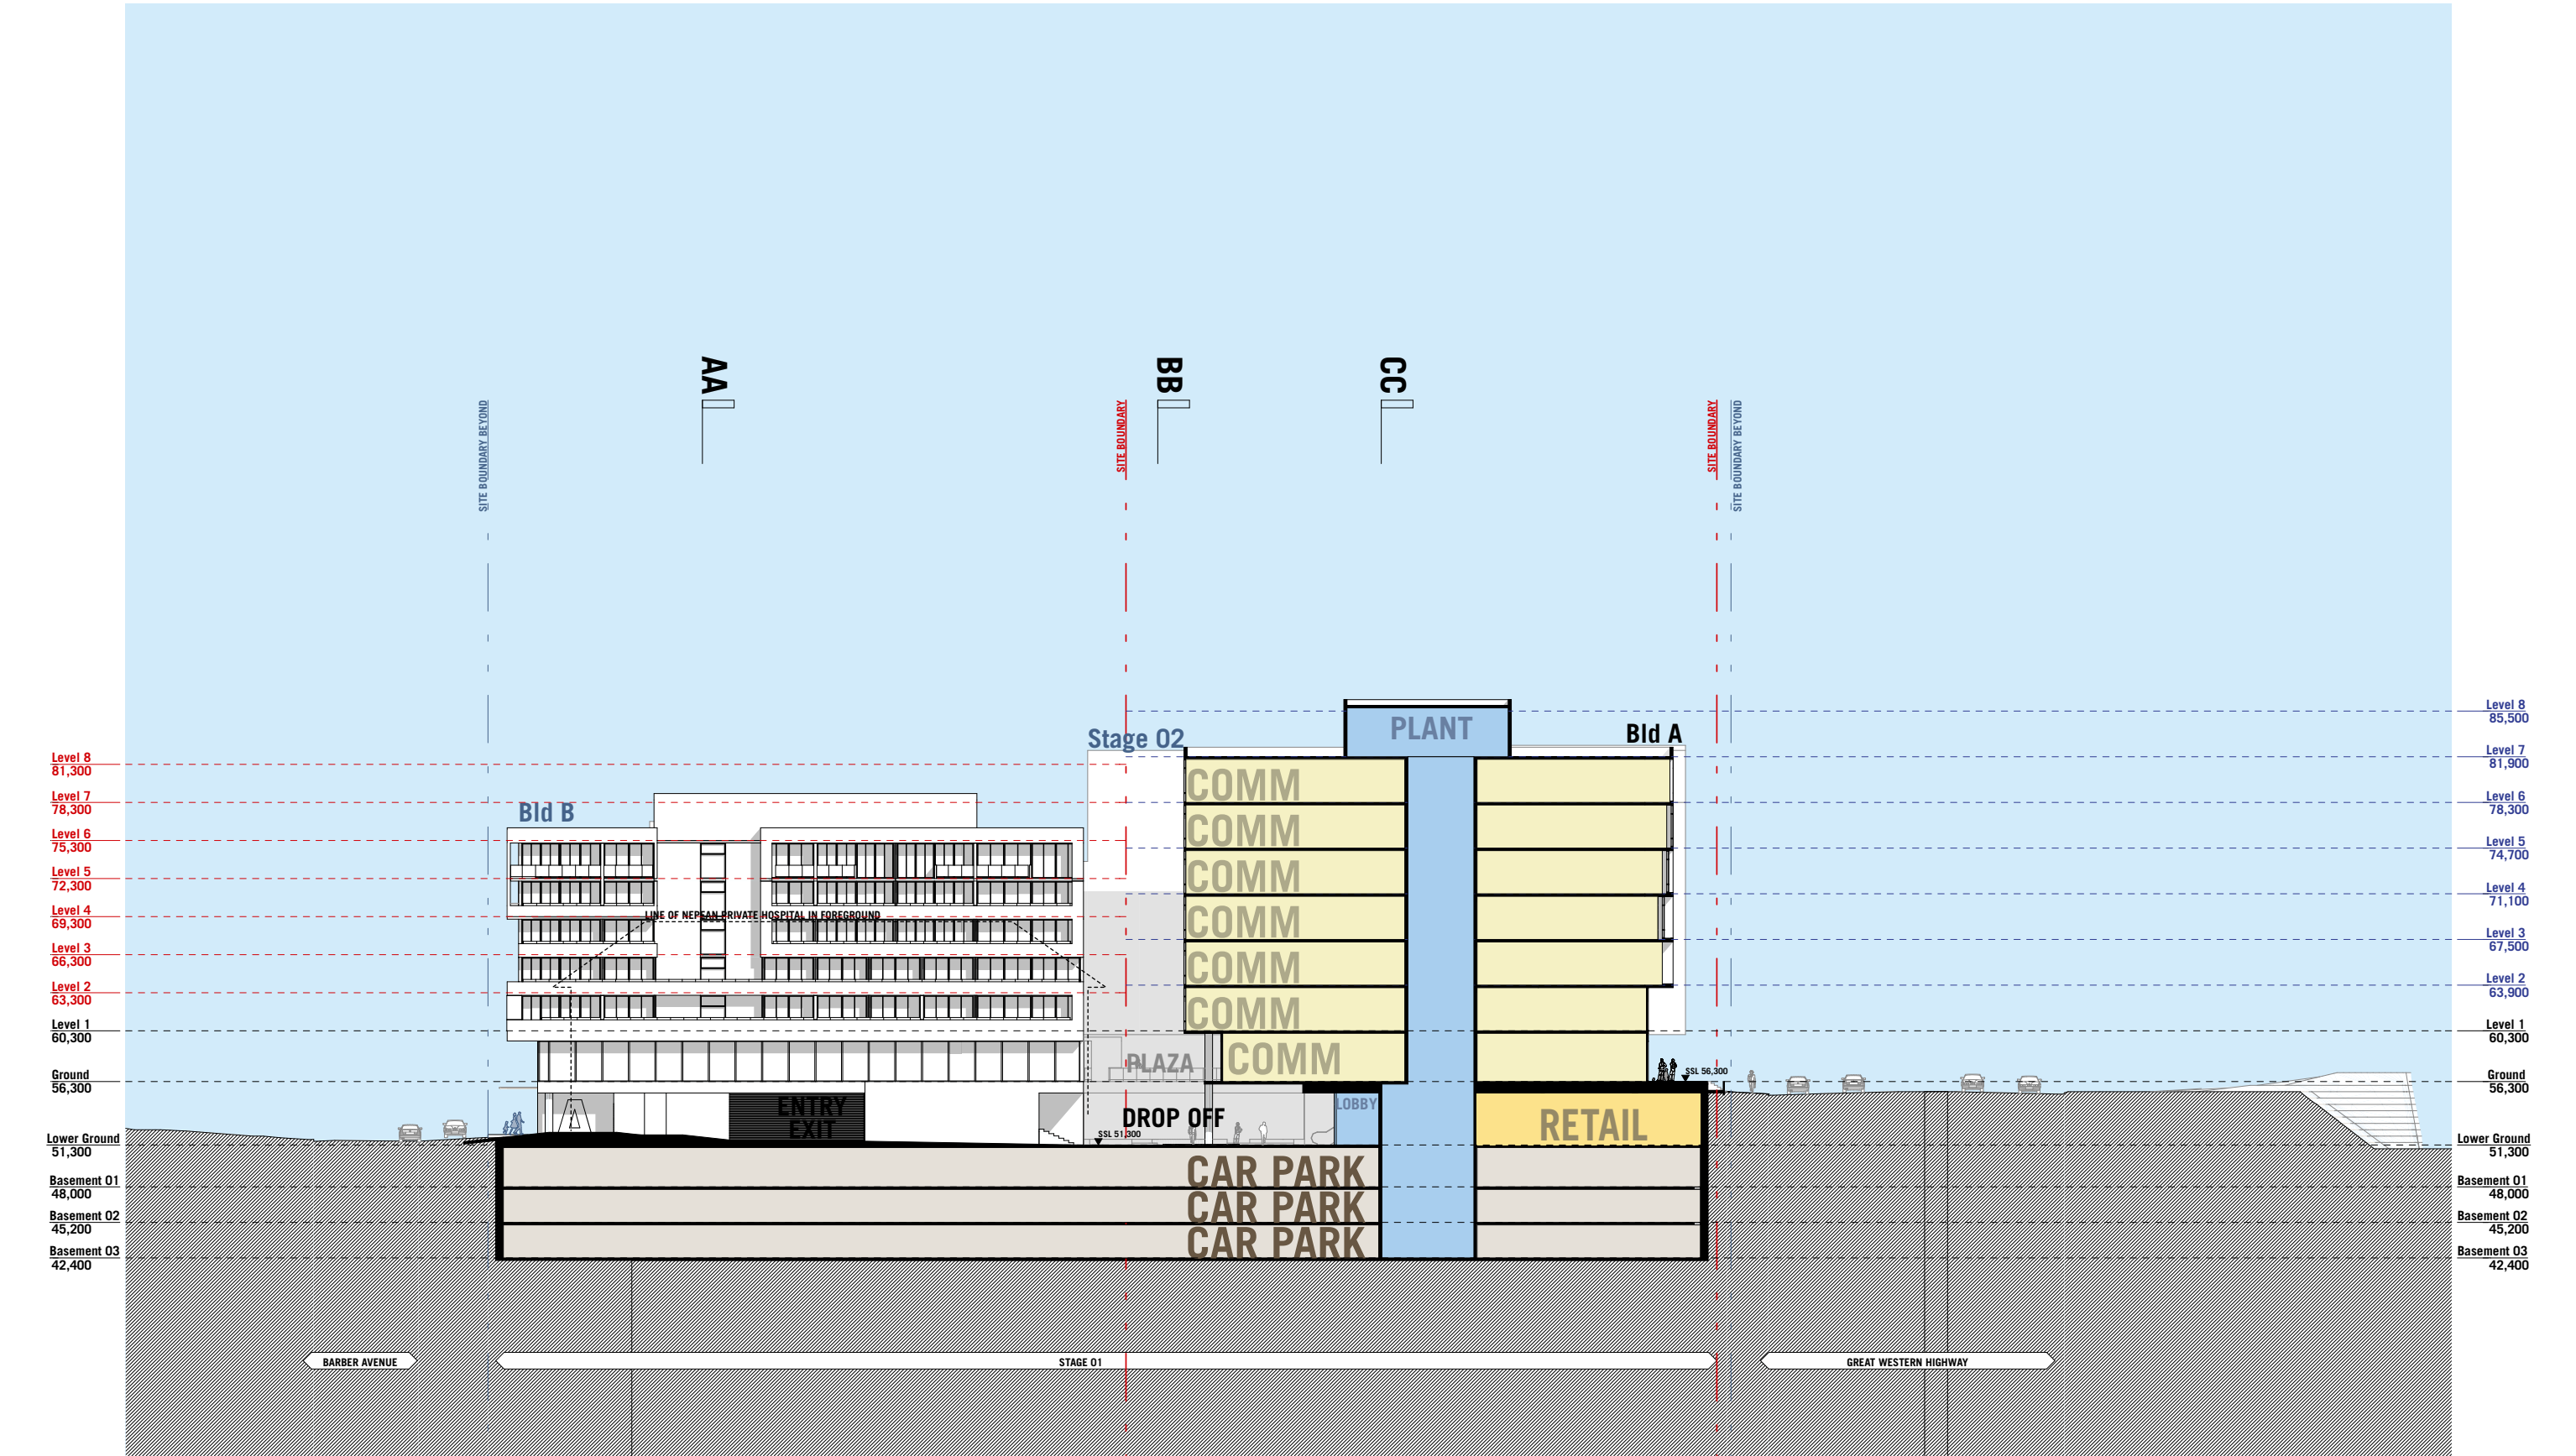 AA
BB
CC
SITE BOUNDARY BEYOND
SITE BOUNDARY
SITE BOUNDARY
SITE BOUNDARY BEYOND
Level 8
81,300
Level 7
78,300
Level 6
75,300
Level 5
72,300
Level 4
69,300
Level 3
66,300
Level 2
63,300
Level 1
60,300
Ground
56,300
Lower Ground
51,300
Basement 01
48,000
Basement 02
45,200
Basement 03
42,400
Bld B
LINE OF NEPEAN PRIVATE HOSPITAL IN FOREGROUND
A
ENTRY
EXIT
Stage 02
Bld A
PLANT
COMM
COMM
COMM
COMM
COMM
COMM
COMM
PLAZA
DROP OFF
LOBBY
RETAIL
SSL 51,300
SSL 56,300
CAR PARK
CAR PARK
CAR PARK
Level 8
85,500
Level 7
81,900
Level 6
78,300
Level 5
74,700
Level 4
71,100
Level 3
67,500
Level 2
63,900
Level 1
60,300
Ground
56,300
Lower Ground
51,300
Basement 01
48,000
Basement 02
45,200
Basement 03
42,400
BARBER AVENUE
STAGE 01
GREAT WESTERN HIGHWAY